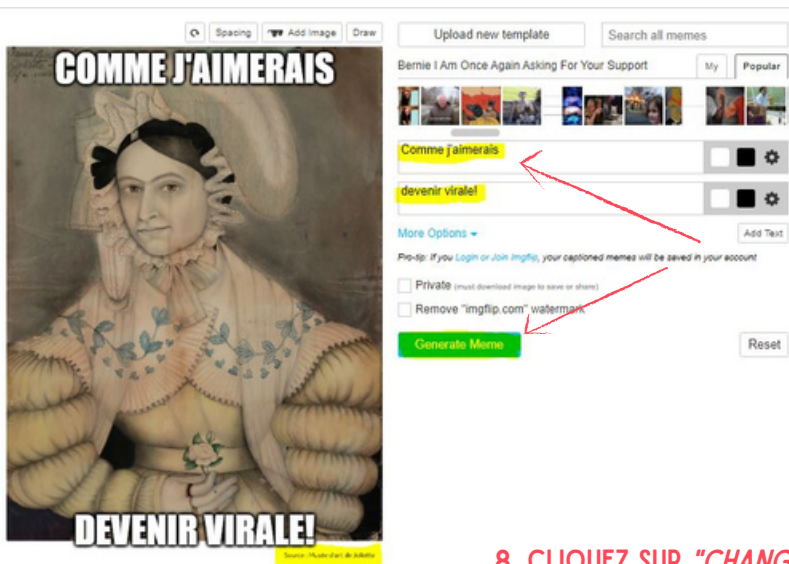 Spacing
Add Image
Draw
Upload new template
Search all memes
Bernie I Am Once Again Asking For Your Support
My
Popular
COMME J'AIMERAIS
Comme j'aimerais
devenir virale!
More Options
Add Text
Pro-tip: If you Login or Join Imgflip, your captioned memes will be saved in your account
Private (must download image to save or share)
Remove "imgflip.com" watermark
Generate Meme
Reset
DEVENIR VIRALE!
Source : Musée d'art de Joliette
8. CLIQUEZ SUR "CHANG